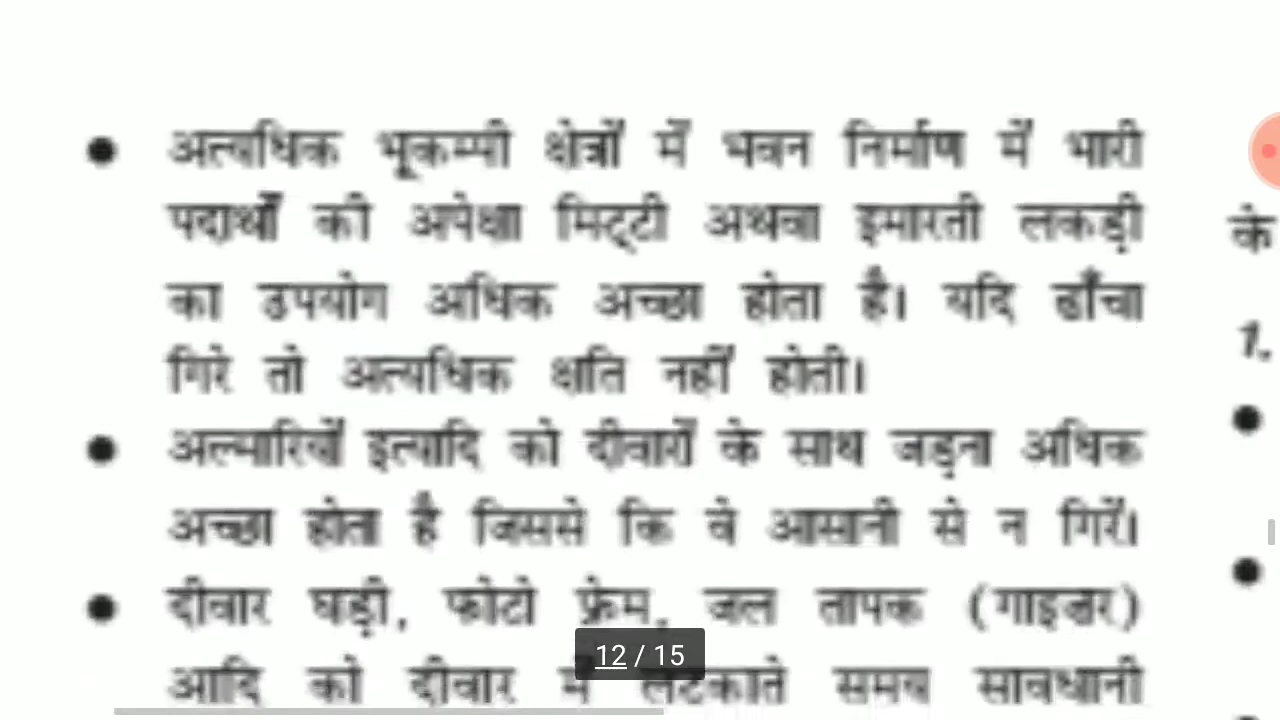 ● अत्यधिक भूकम्पी क्षेत्रों में भवन निर्माण में भारी
पदार्थों की अपेक्षा मिट्टी अथवा इमारती लकड़ी
का उपयोग अधिक अच्छा होता है। यदि ढाँचा
गिरे तो अत्यधिक क्षति नहीं होती।
● अल्मारियों इत्यादि को दीवारों के साथ जड़ना अधिक
अच्छा होता है जिससे कि वे आसानी से न गिरें।
● दीवार घड़ी, फोटो फ्रेम, जल तापक (गाइज़र)
आदि को दीवार में लटकाते समय सावधानी
के
1.
●
●
12 / 15